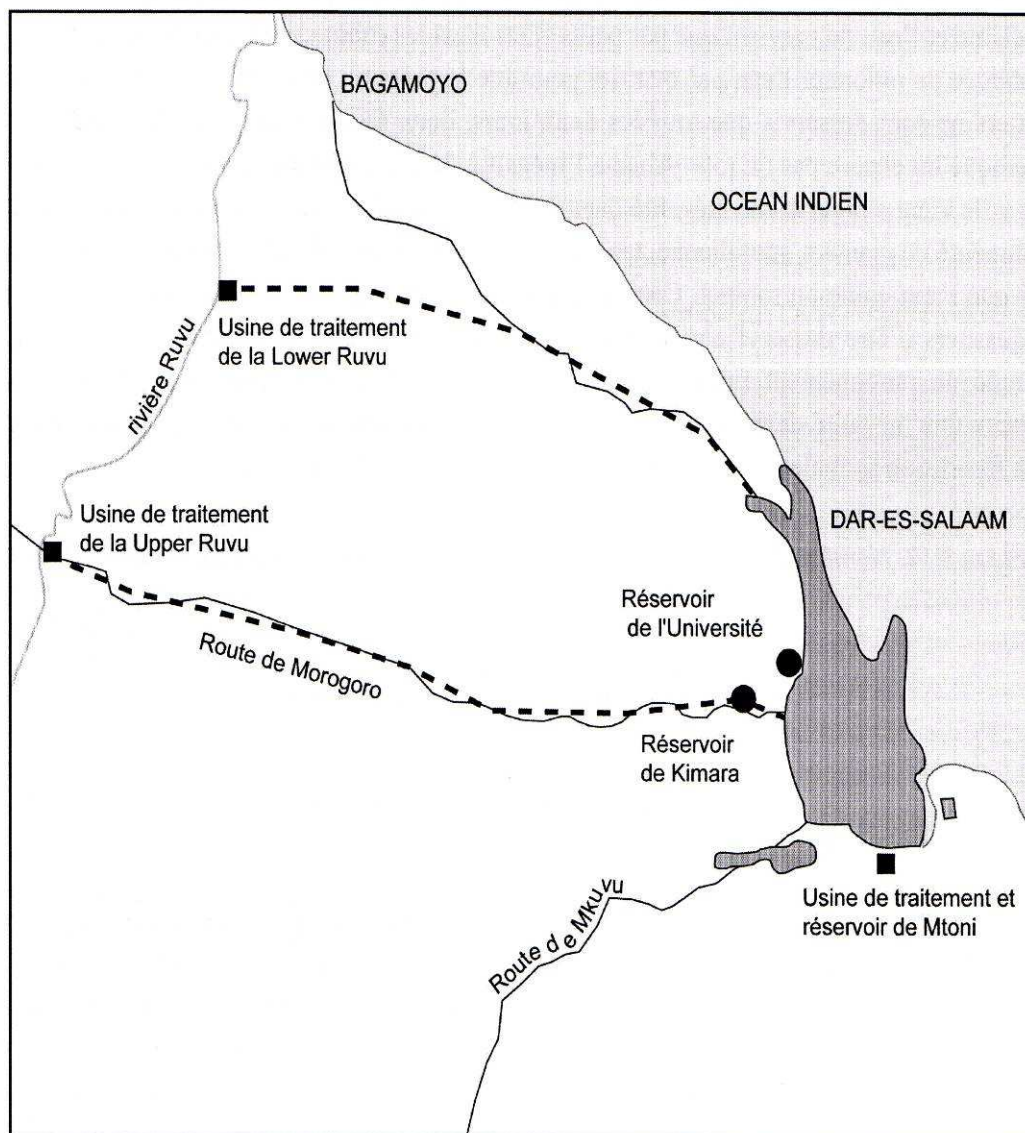 BAGAMOYO
OCEAN INDIEN
Usine de traitement
de la Lower Ruvu
rivière Ruvu
Usine de traitement
de la Upper Ruvu
DAR-ES-SALAAM
Réservoir
de l'Université
Route de Morogoro
Réservoir
de Kimara
Usine de traitement et
réservoir de Mtoni
Route de Mkuvu